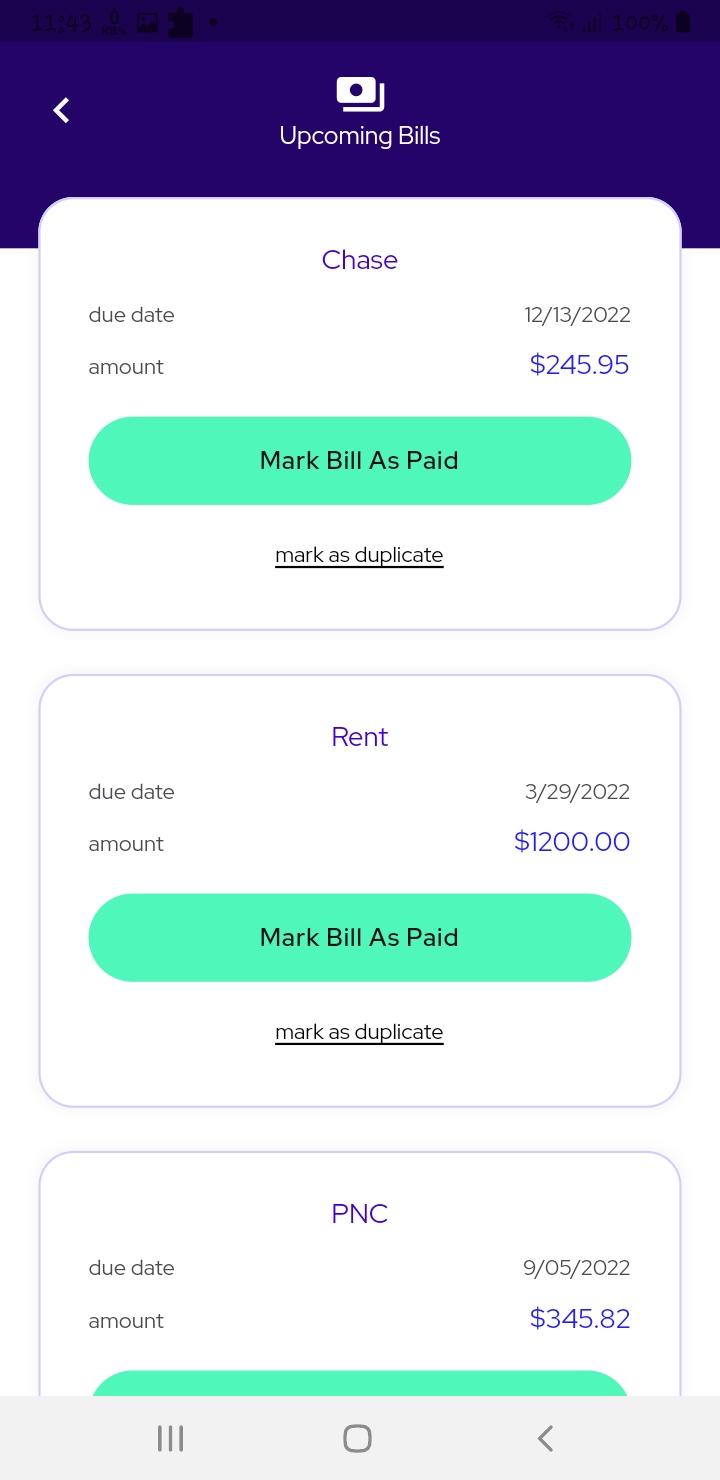 11:43 0 KB/s 100%
Upcoming Bills
Chase
due date 12/13/2022
amount $245.95
Mark Bill As Paid
mark as duplicate
Rent
due date 3/29/2022
amount $1200.00
Mark Bill As Paid
mark as duplicate
PNC
due date 9/05/2022
amount $345.82